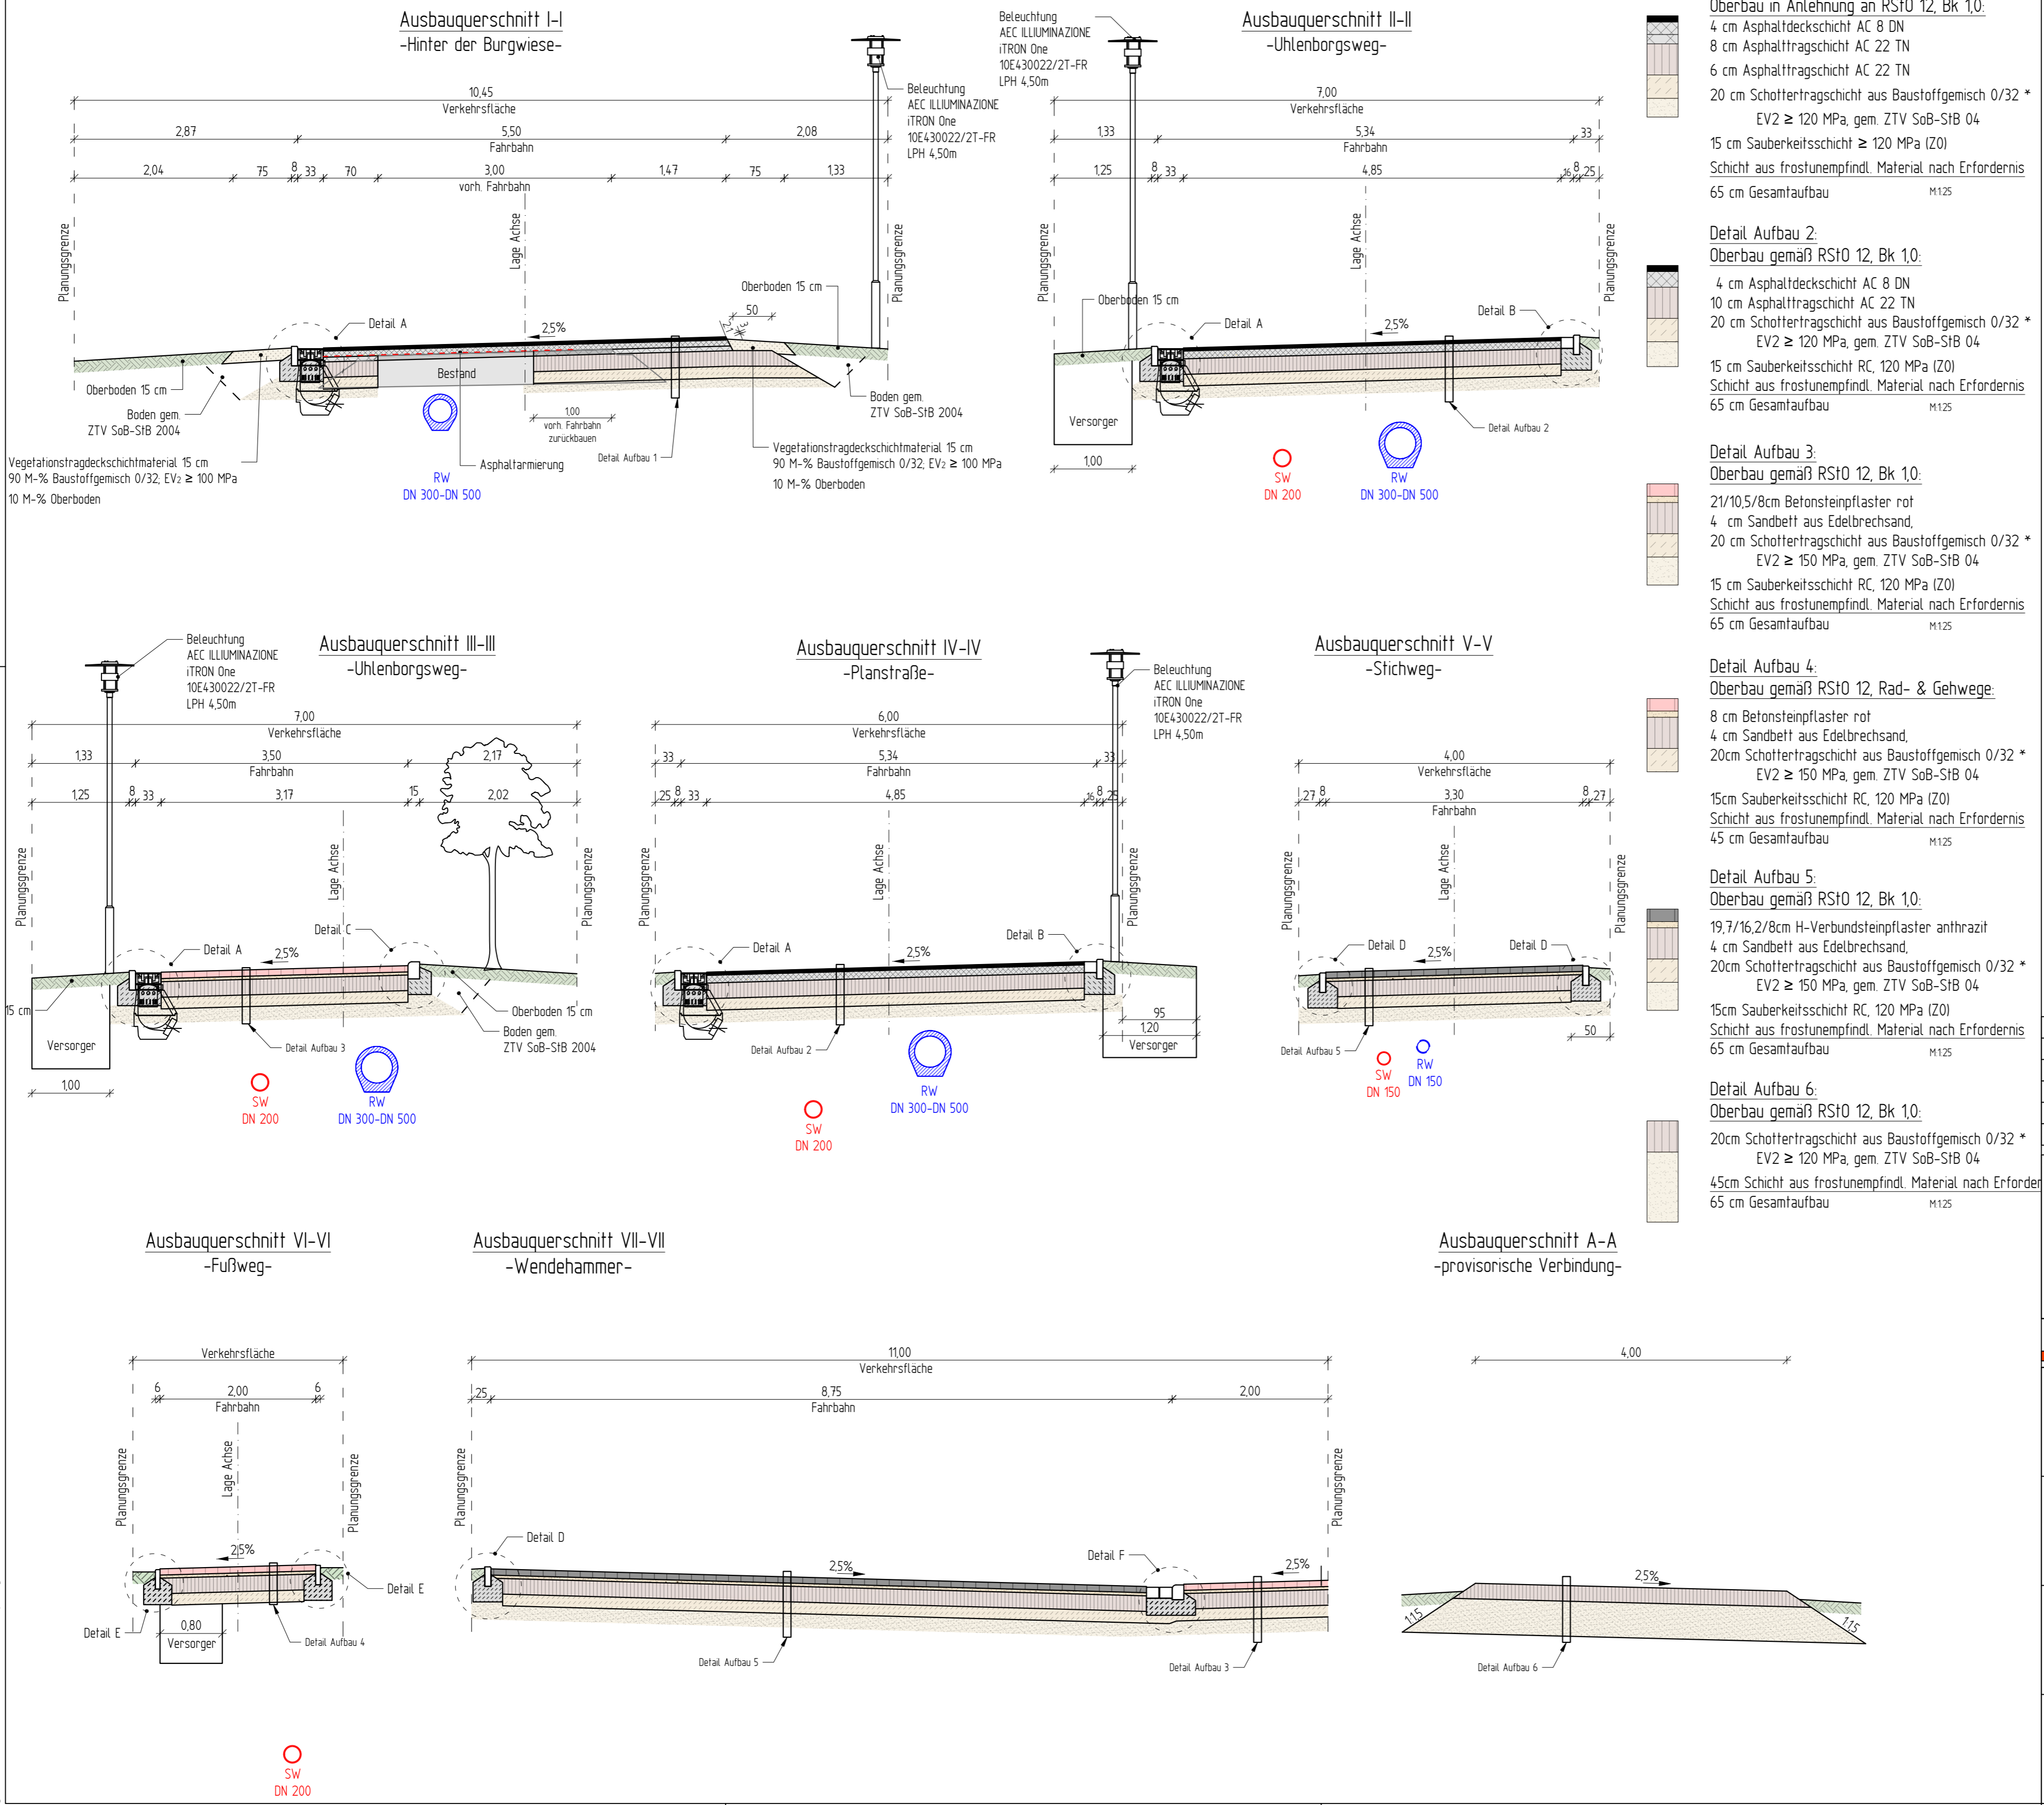 Ausbauquerschnitt I-I
-Hinter der Burgwiese-
10,45
Verkehrsfläche
2,87
5,50
2,08
Fahrbahn
2,04
75
8
33
70
3,00
1,47
75
1,33
vorh. Fahrbahn
Beleuchtung
AEC ILLIUMINAZIONE
iTRON One
10E430022/2T-FR
LPH 4,50m
Planungsgrenze
Lage Achse
Planungsgrenze
Oberboden 15 cm
50
3
2:1
Detail A
2,5%
Bestand
Oberboden 15 cm
Boden gem.
ZTV SoB-StB 2004
1,00
vorh. Fahrbahn
zurückbauen
Boden gem.
ZTV SoB-StB 2004
Detail Aufbau 1
Asphaltarmierung
Vegetationstragdeckschichtmaterial 15 cm
90 M-% Baustoffgemisch 0/32; EV2 ≥ 100 MPa
10 M-% Oberboden
Vegetationstragdeckschichtmaterial 15 cm
90 M-% Baustoffgemisch 0/32; EV2 ≥ 100 MPa
10 M-% Oberboden
RW
DN 300-DN 500
Ausbauquerschnitt II-II
-Uhlenborgsweg-
Beleuchtung
AEC ILLIUMINAZIONE
iTRON One
10E430022/2T-FR
LPH 4,50m
7,00
Verkehrsfläche
1,33
5,34
33
Fahrbahn
1,25
8
33
4,85
16
8
25
Planungsgrenze
Lage Achse
Planungsgrenze
Oberboden 15 cm
Detail A
2,5%
Detail B
Versorger
1,00
Detail Aufbau 2
SW
DN 200
RW
DN 300-DN 500
Oberbau in Anlehnung an RStO 12, Bk 1,0:
4 cm Asphaltdeckschicht AC 8 DN
8 cm Asphalttragschicht AC 22 TN
6 cm Asphalttragschicht AC 22 TN
20 cm Schottertragschicht aus Baustoffgemisch 0/32 *
EV2 ≥ 120 MPa, gem. ZTV SoB-StB 04
15 cm Sauberkeitsschicht ≥ 120 MPa (Z0)
Schicht aus frostunempfindl. Material nach Erfordernis
65 cm Gesamtaufbau
M1:25
Detail Aufbau 2:
Oberbau gemäß RStO 12, Bk 1,0:
4 cm Asphaltdeckschicht AC 8 DN
10 cm Asphalttragschicht AC 22 TN
20 cm Schottertragschicht aus Baustoffgemisch 0/32 *
EV2 ≥ 120 MPa, gem. ZTV SoB-StB 04
15 cm Sauberkeitsschicht RC, 120 MPa (Z0)
Schicht aus frostunempfindl. Material nach Erfordernis
65 cm Gesamtaufbau
M1:25
Detail Aufbau 3:
Oberbau gemäß RStO 12, Bk 1,0:
21/10,5/8cm Betonsteinpflaster rot
4 cm Sandbett aus Edelbrechsand,
20 cm Schottertragschicht aus Baustoffgemisch 0/32 *
EV2 ≥ 150 MPa, gem. ZTV SoB-StB 04
15 cm Sauberkeitsschicht RC, 120 MPa (Z0)
Schicht aus frostunempfindl. Material nach Erfordernis
65 cm Gesamtaufbau
M1:25
Detail Aufbau 4:
Oberbau gemäß RStO 12, Rad- & Gehwege:
8 cm Betonsteinpflaster rot
4 cm Sandbett aus Edelbrechsand,
20cm Schottertragschicht aus Baustoffgemisch 0/32 *
EV2 ≥ 150 MPa, gem. ZTV SoB-StB 04
15cm Sauberkeitsschicht RC, 120 MPa (Z0)
Schicht aus frostunempfindl. Material nach Erfordernis
45 cm Gesamtaufbau
M1:25
Detail Aufbau 5:
Oberbau gemäß RStO 12, Bk 1,0:
19,7/16,2/8cm H-Verbundsteinpflaster anthrazit
4 cm Sandbett aus Edelbrechsand,
20cm Schottertragschicht aus Baustoffgemisch 0/32 *
EV2 ≥ 150 MPa, gem. ZTV SoB-StB 04
15cm Sauberkeitsschicht RC, 120 MPa (Z0)
Schicht aus frostunempfindl. Material nach Erfordernis
65 cm Gesamtaufbau
M1:25
Detail Aufbau 6:
Oberbau gemäß RStO 12, Bk 1,0:
20cm Schottertragschicht aus Baustoffgemisch 0/32 *
EV2 ≥ 120 MPa, gem. ZTV SoB-StB 04
45cm Schicht aus frostunempfindl. Material nach Erforder
65 cm Gesamtaufbau
M1:25
Ausbauquerschnitt III-III
-Uhlenborgsweg-
Beleuchtung
AEC ILLIUMINAZIONE
iTRON One
10E430022/2T-FR
LPH 4,50m
7,00
Verkehrsfläche
1,33
3,50
2,17
Fahrbahn
1,25
8
33
3,17
15
2,02
Planungsgrenze
Lage Achse
Planungsgrenze
Detail A
2,5%
Detail C
15 cm
Versorger
1,00
Detail Aufbau 3
Oberboden 15 cm
Boden gem.
ZTV SoB-StB 2004
SW
DN 200
RW
DN 300-DN 500
Ausbauquerschnitt IV-IV
-Planstraße-
Beleuchtung
AEC ILLIUMINAZIONE
iTRON One
10E430022/2T-FR
LPH 4,50m
6,00
Verkehrsfläche
33
5,34
33
Fahrbahn
25
8
33
4,85
16
8
25
Planungsgrenze
Lage Achse
Planungsgrenze
Detail A
2,5%
Detail B
95
1,20
Versorger
Detail Aufbau 2
SW
DN 200
RW
DN 300-DN 500
Ausbauquerschnitt V-V
-Stichweg-
4,00
Verkehrsfläche
27
8
3,30
8
27
Fahrbahn
Planungsgrenze
Lage Achse
Planungsgrenze
Detail D
2,5%
Detail D
50
Detail Aufbau 5
SW
DN 150
RW
DN 150
Ausbauquerschnitt VI-VI
-Fußweg-
Verkehrsfläche
6
2,00
6
Fahrbahn
Planungsgrenze
Lage Achse
Planungsgrenze
2,5%
Detail E
Detail E
0,80
Versorger
Detail Aufbau 4
SW
DN 200
Ausbauquerschnitt VII-VII
-Wendehammer-
11,00
Verkehrsfläche
25
8,75
2,00
Fahrbahn
Planungsgrenze
Planungsgrenze
Detail D
2,5%
Detail F
2,5%
Detail Aufbau 5
Detail Aufbau 3
Ausbauquerschnitt A-A
-provisorische Verbindung-
4,00
2,5%
1:1,5
1:1,5
Detail Aufbau 6